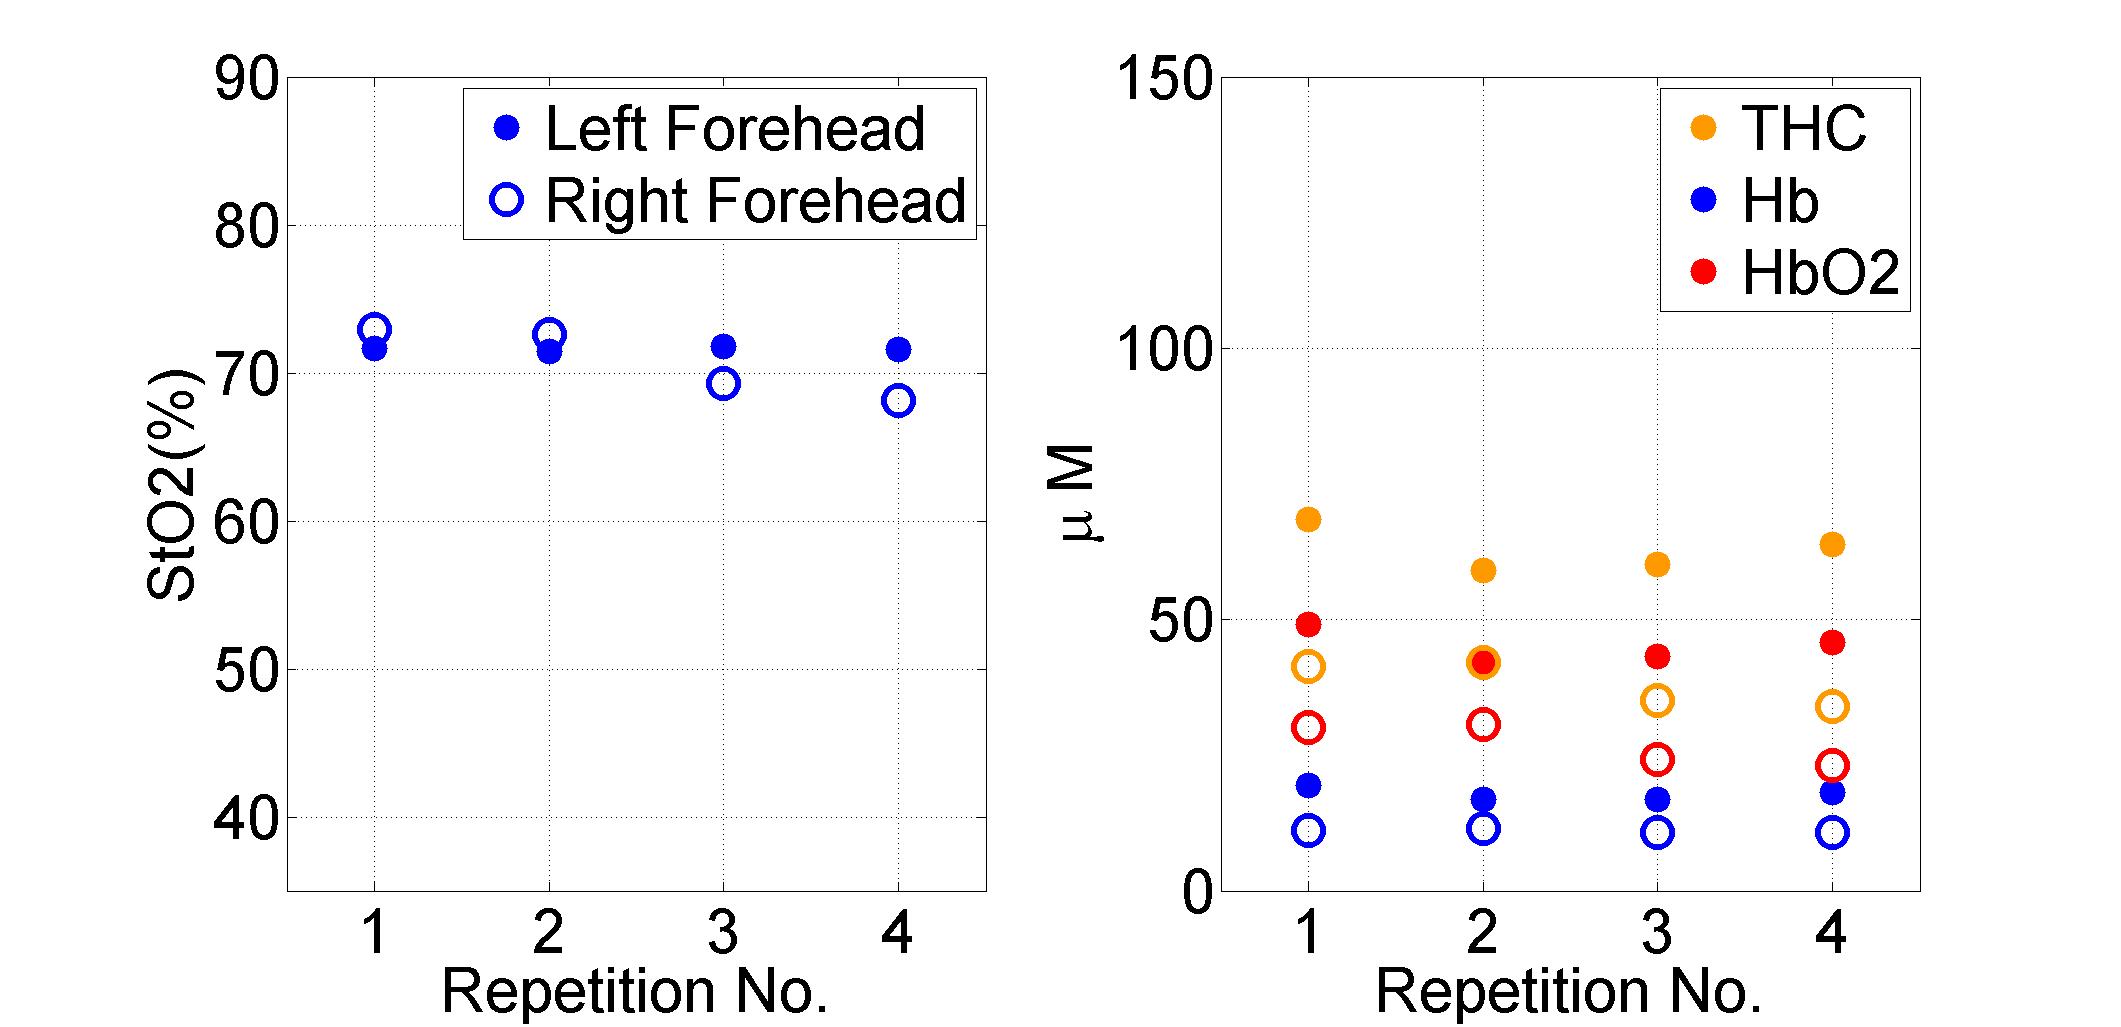 90
80
70
60
50
40
StO2(%)
Left Forehead
Right Forehead
1 2 3 4
Repetition No.
150
100
50
0
μ M
THC
Hb
HbO2
1 2 3 4
Repetition No.